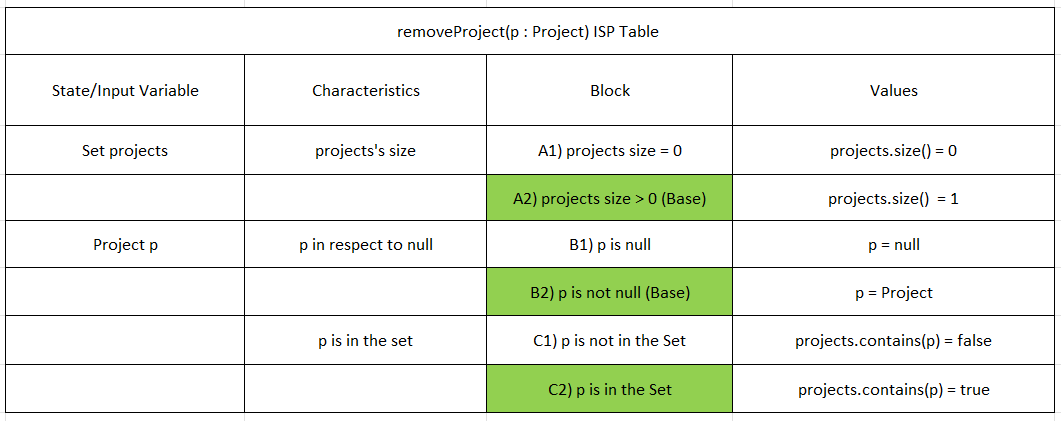 removeProject(p : Project) ISP Table
State/Input Variable Characteristics Block Values
Set projects projects's size A1) projects size = 0 projects.size() = 0
A2) projects size > 0 (Base) projects.size() = 1
Project p p in respect to null B1) p is null p = null
B2) p is not null (Base) p = Project
p is in the set C1) p is not in the Set projects.contains(p) = false
C2) p is in the Set projects.contains(p) = true